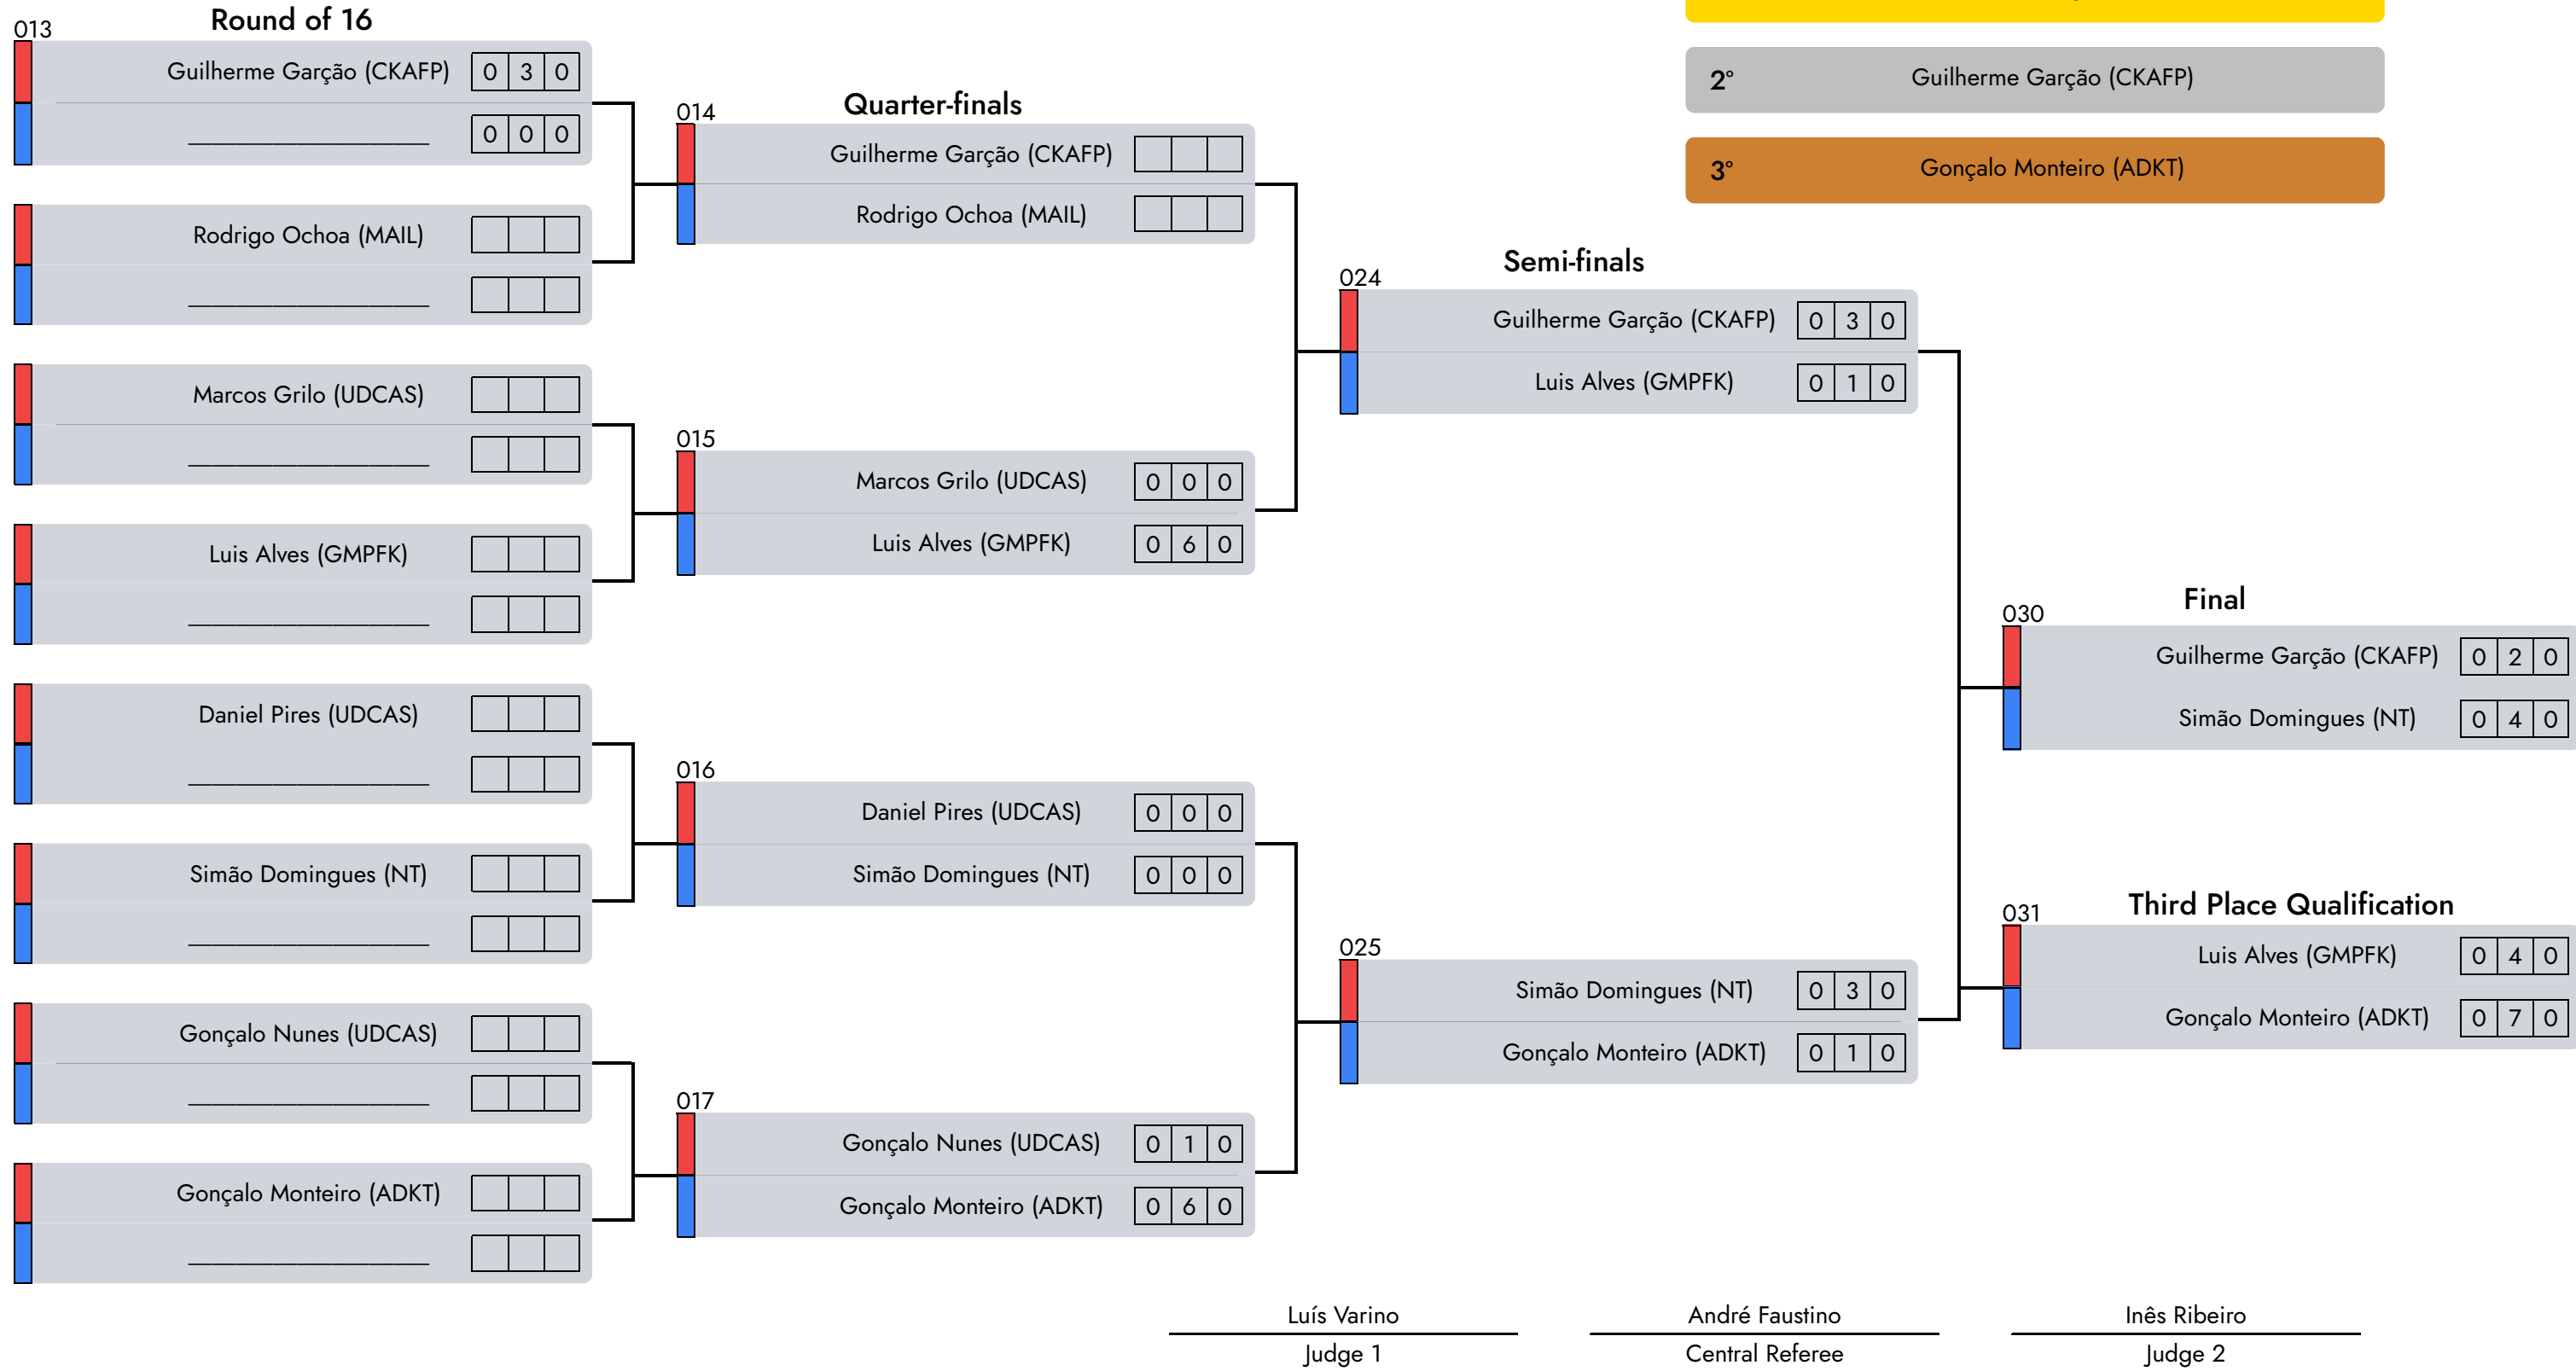 Round of 16
013
Guilherme Garção (CKAFP) 0 3 0
____________________ 0 0 0
Rodrigo Ochoa (MAIL)
____________________
Marcos Grilo (UDCAS)
____________________
Luis Alves (GMPFK)
____________________
Daniel Pires (UDCAS)
____________________
Simão Domingues (NT)
____________________
Gonçalo Nunes (UDCAS)
____________________
Gonçalo Monteiro (ADKT)
____________________
Quarter-finals
014
Guilherme Garção (CKAFP)
Rodrigo Ochoa (MAIL)
015
Marcos Grilo (UDCAS) 0 0 0
Luis Alves (GMPFK) 0 6 0
016
Daniel Pires (UDCAS) 0 0 0
Simão Domingues (NT) 0 0 0
017
Gonçalo Nunes (UDCAS) 0 1 0
Gonçalo Monteiro (ADKT) 0 6 0
2° Guilherme Garção (CKAFP)
3° Gonçalo Monteiro (ADKT)
Semi-finals
024
Guilherme Garção (CKAFP) 0 3 0
Luis Alves (GMPFK) 0 1 0
025
Simão Domingues (NT) 0 3 0
Gonçalo Monteiro (ADKT) 0 1 0
Final
030
Guilherme Garção (CKAFP) 0 2 0
Simão Domingues (NT) 0 4 0
Third Place Qualification
031
Luis Alves (GMPFK) 0 4 0
Gonçalo Monteiro (ADKT) 0 7 0
Luís Varino
Judge 1
André Faustino
Central Referee
Inês Ribeiro
Judge 2